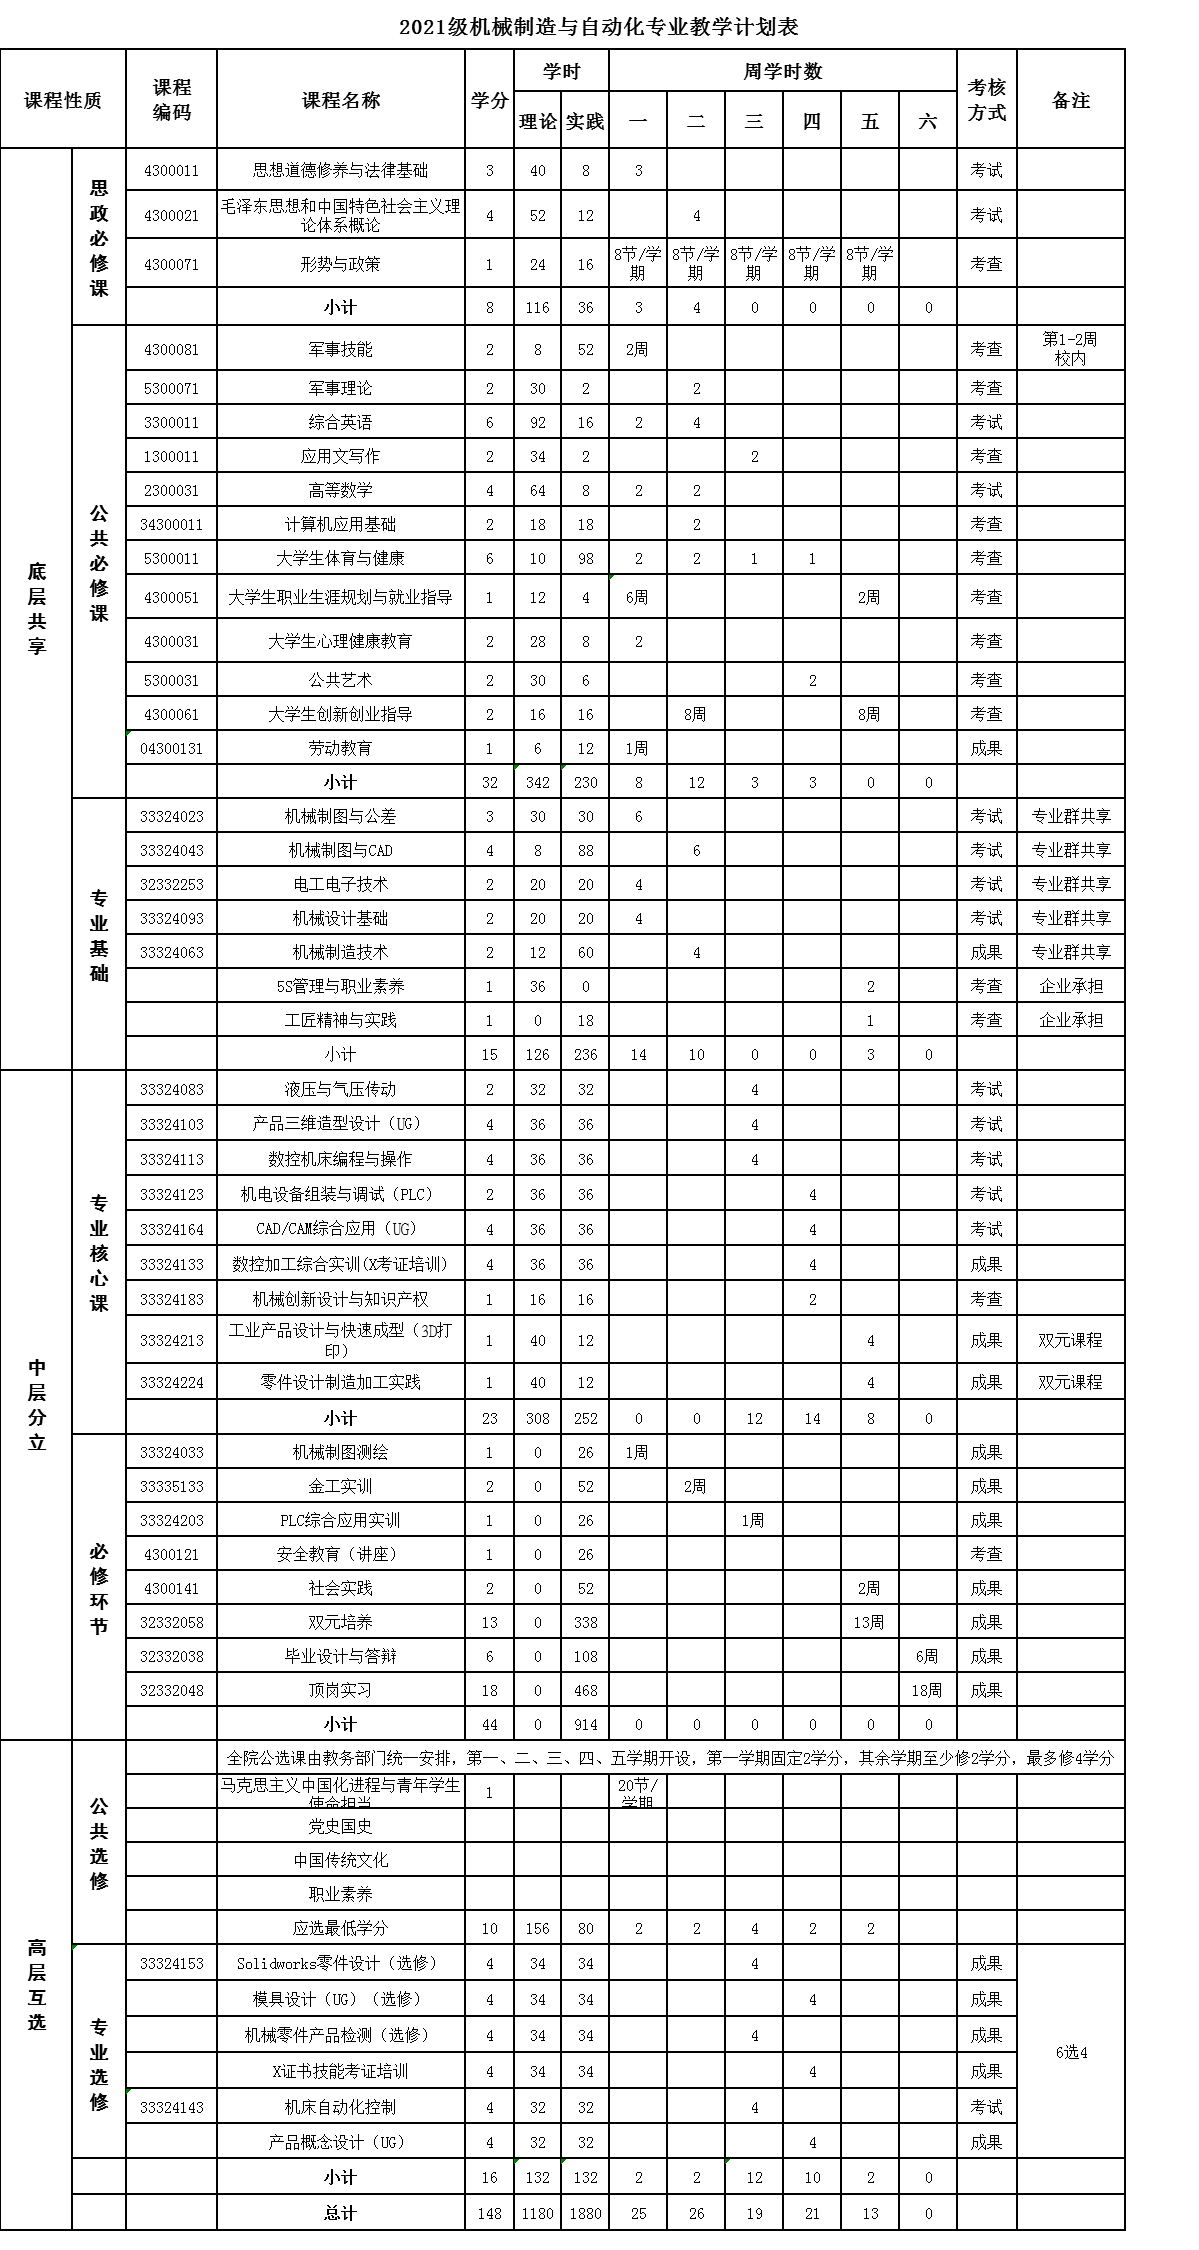 2021级机械制造与自动化专业教学计划表
课程性质 课程编码 课程名称 学分 学时 周学时数 考核方式 备注
理论 实践 一 二 三 四 五 六
底层共享
思政必修课
4300011 思想道德修养与法律基础 3 40 8 3 考试
4300021 毛泽东思想和中国特色社会主义理论体系概论 4 52 12 4 考试
4300071 形势与政策 1 24 16 8节/学期 8节/学期 8节/学期 8节/学期 8节/学期 考查
小计 8 116 36 3 4 0 0 0 0
公共必修课
4300081 军事技能 2 8 52 2周 考查 第1-2周校内
5300071 军事理论 2 30 2 2 考查
3300011 综合英语 6 92 16 2 4 考试
1300011 应用文写作 2 34 2 2 考查
2300031 高等数学 4 64 8 2 2 考试
34300011 计算机应用基础 2 18 18 2 考查
5300011 大学生体育与健康 6 10 98 2 2 1 1 考查
4300051 大学生职业生涯规划与就业指导 1 12 4 6周 2周 考查
4300031 大学生心理健康教育 2 28 8 2 考查
5300031 公共艺术 2 30 6 2 考查
4300061 大学生创新创业指导 2 16 16 8周 8周 考查
04300131 劳动教育 1 6 12 1周 成果
小计 32 342 230 8 12 3 3 0 0
专业基础
33324023 机械制图与公差 3 30 30 6 考试 专业群共享
33324043 机械制图与CAD 4 8 88 6 考试 专业群共享
32332253 电工电子技术 2 20 20 4 考试 专业群共享
33324093 机械设计基础 2 20 20 4 考试 专业群共享
33324063 机械制造技术 2 12 60 4 成果 专业群共享
5S管理与职业素养 1 36 0 2 考查 企业承担
工匠精神与实践 1 0 18 1 考查 企业承担
小计 15 126 236 14 10 0 0 3 0
中层分立
专业核心课
33324083 液压与气压传动 2 32 32 4 考试
33324103 产品三维造型设计（UG） 4 36 36 4 考试
33324113 数控机床编程与操作 4 36 36 4 考试
33324123 机电设备组装与调试（PLC） 2 36 36 4 考试
33324164 CAD/CAM综合应用（UG） 4 36 36 4 考试
33324133 数控加工综合实训(X考证培训) 4 36 36 4 成果
33324183 机械创新设计与知识产权 1 16 16 2 考查
33324213 工业产品设计与快速成型（3D打印） 1 40 12 4 成果 双元课程
33324224 零件设计制造加工实践 1 40 12 4 成果 双元课程
小计 23 308 252 0 0 12 14 8 0
必修环节
33324033 机械制图测绘 1 0 26 1周 成果
33335133 金工实训 2 0 52 2周 成果
33324203 PLC综合应用实训 1 0 26 1周 成果
4300121 安全教育（讲座） 1 0 26 考查
4300141 社会实践 2 0 52 2周 成果
32332058 双元培养 13 0 338 13周 成果
32332038 毕业设计与答辩 6 0 108 6周 成果
32332048 顶岗实习 18 0 468 18周 成果
小计 44 0 914 0 0 0 0 0 0
高层互选
公共选修
全院公选课由教务部门统一安排，第一、二、三、四、五学期开设，第一学期固定2学分，其余学期至少修2学分，最多修4学分
马克思主义中国化进程与青年学生使命担当 1 20节/学期
党史国史
中国传统文化
职业素养
应选最低学分 10 156 80 2 2 4 2 2
专业选修
33324153 Solidworks零件设计（选修） 4 34 34 4 成果 6选4
模具设计（UG）（选修） 4 34 34 4 成果
机械零件产品检测（选修） 4 34 34 4 成果
X证书技能考证培训 4 34 34 4 成果
33324143 机床自动化控制 4 32 32 4 考试
产品概念设计（UG） 4 32 32 4 成果
小计 16 132 132 2 2 12 10 2 0
总计 148 1180 1880 25 26 19 21 13 0